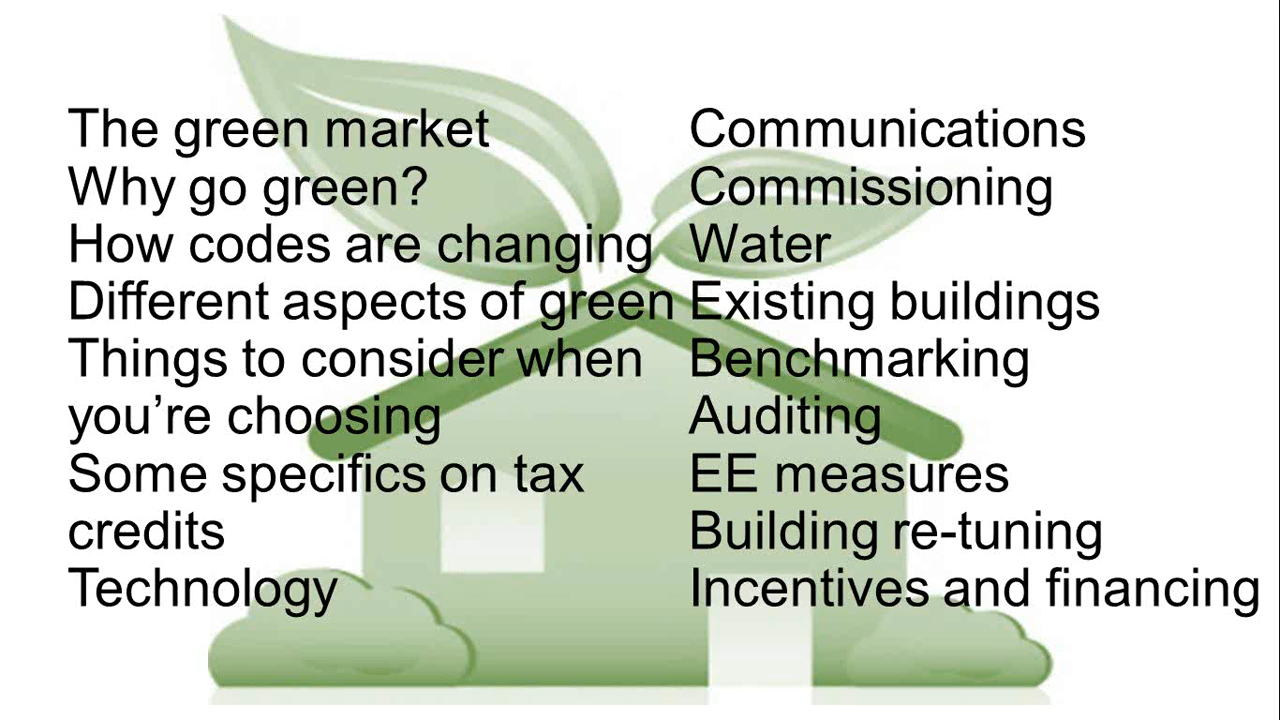 The green market
Why go green?
How codes are changing
Different aspects of green
Things to consider when
you’re choosing
Some specifics on tax
credits
Technology
Communications
Commissioning
Water
Existing buildings
Benchmarking
Auditing
EE measures
Building re-tuning
Incentives and financing